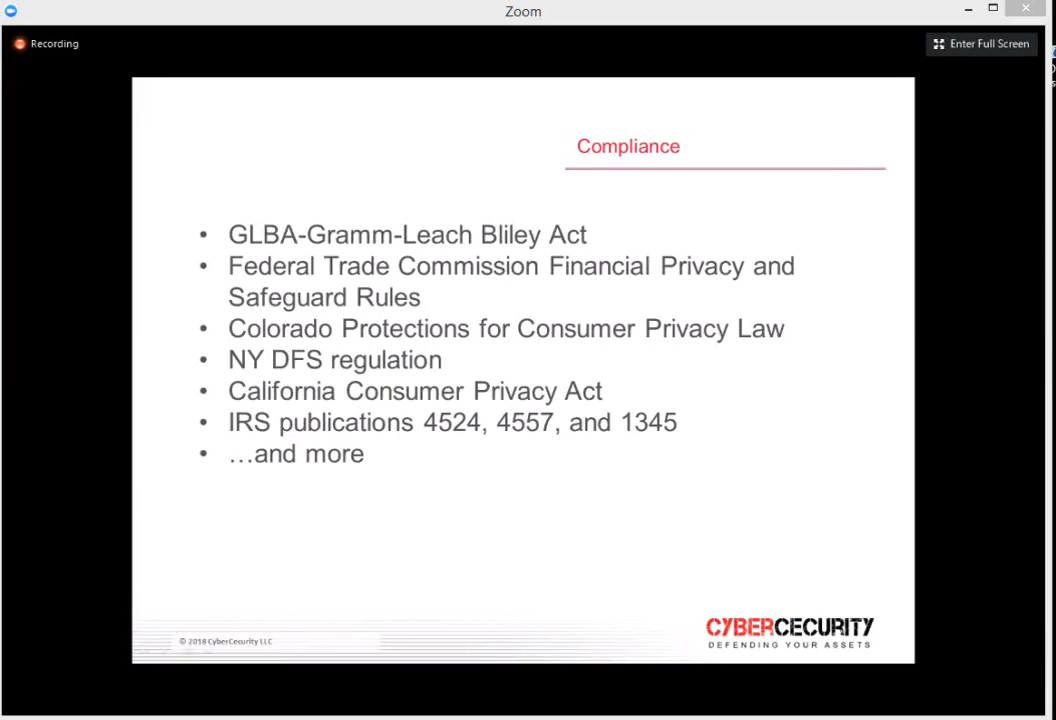 Zoom
Recording
Enter Full Screen
Compliance
• GLBA-Gramm-Leach Bliley Act
• Federal Trade Commission Financial Privacy and
Safeguard Rules
• Colorado Protections for Consumer Privacy Law
• NY DFS regulation
• California Consumer Privacy Act
• IRS publications 4524, 4557, and 1345
• …and more
© 2018 CyberCecurity LLC
CYBERCECURITY
DEFENDING YOUR ASSETS